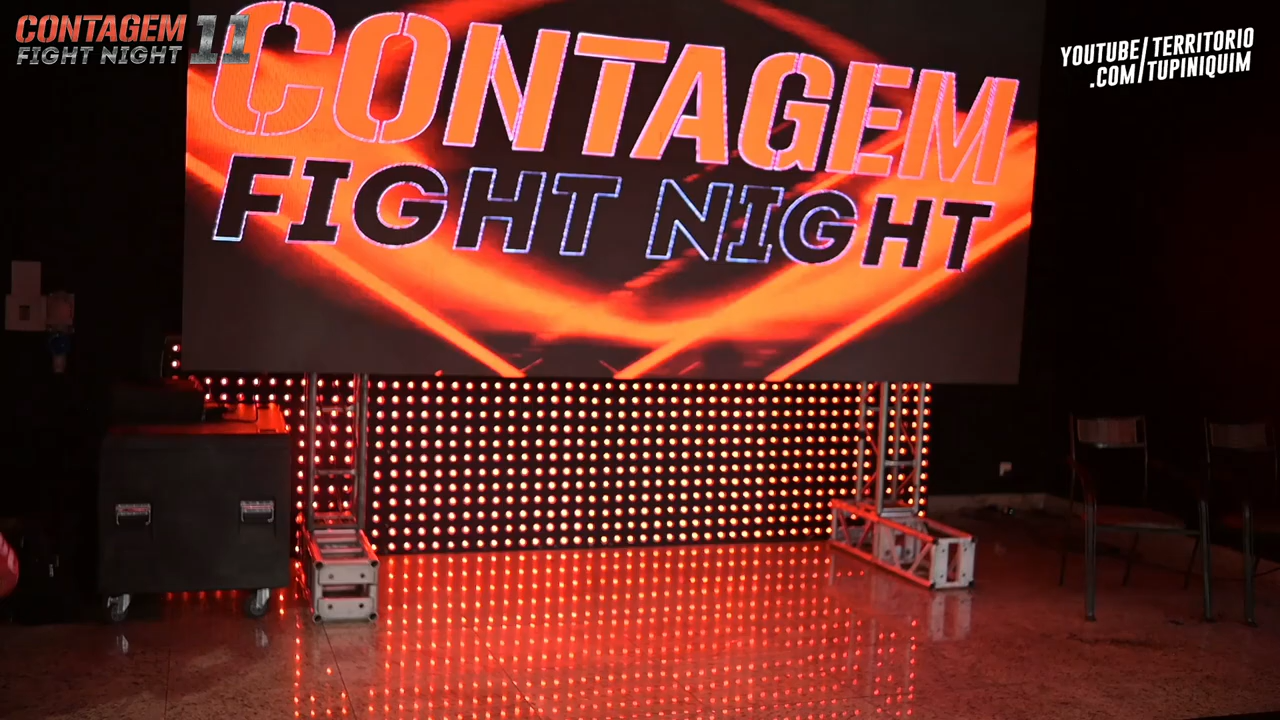 CONTAGEM
FIGHT NIGHT 11
YOUTUBE/TERRITORIO
.COM/TUPINIQUIM
CONTAGEM
FIGHT NIGHT